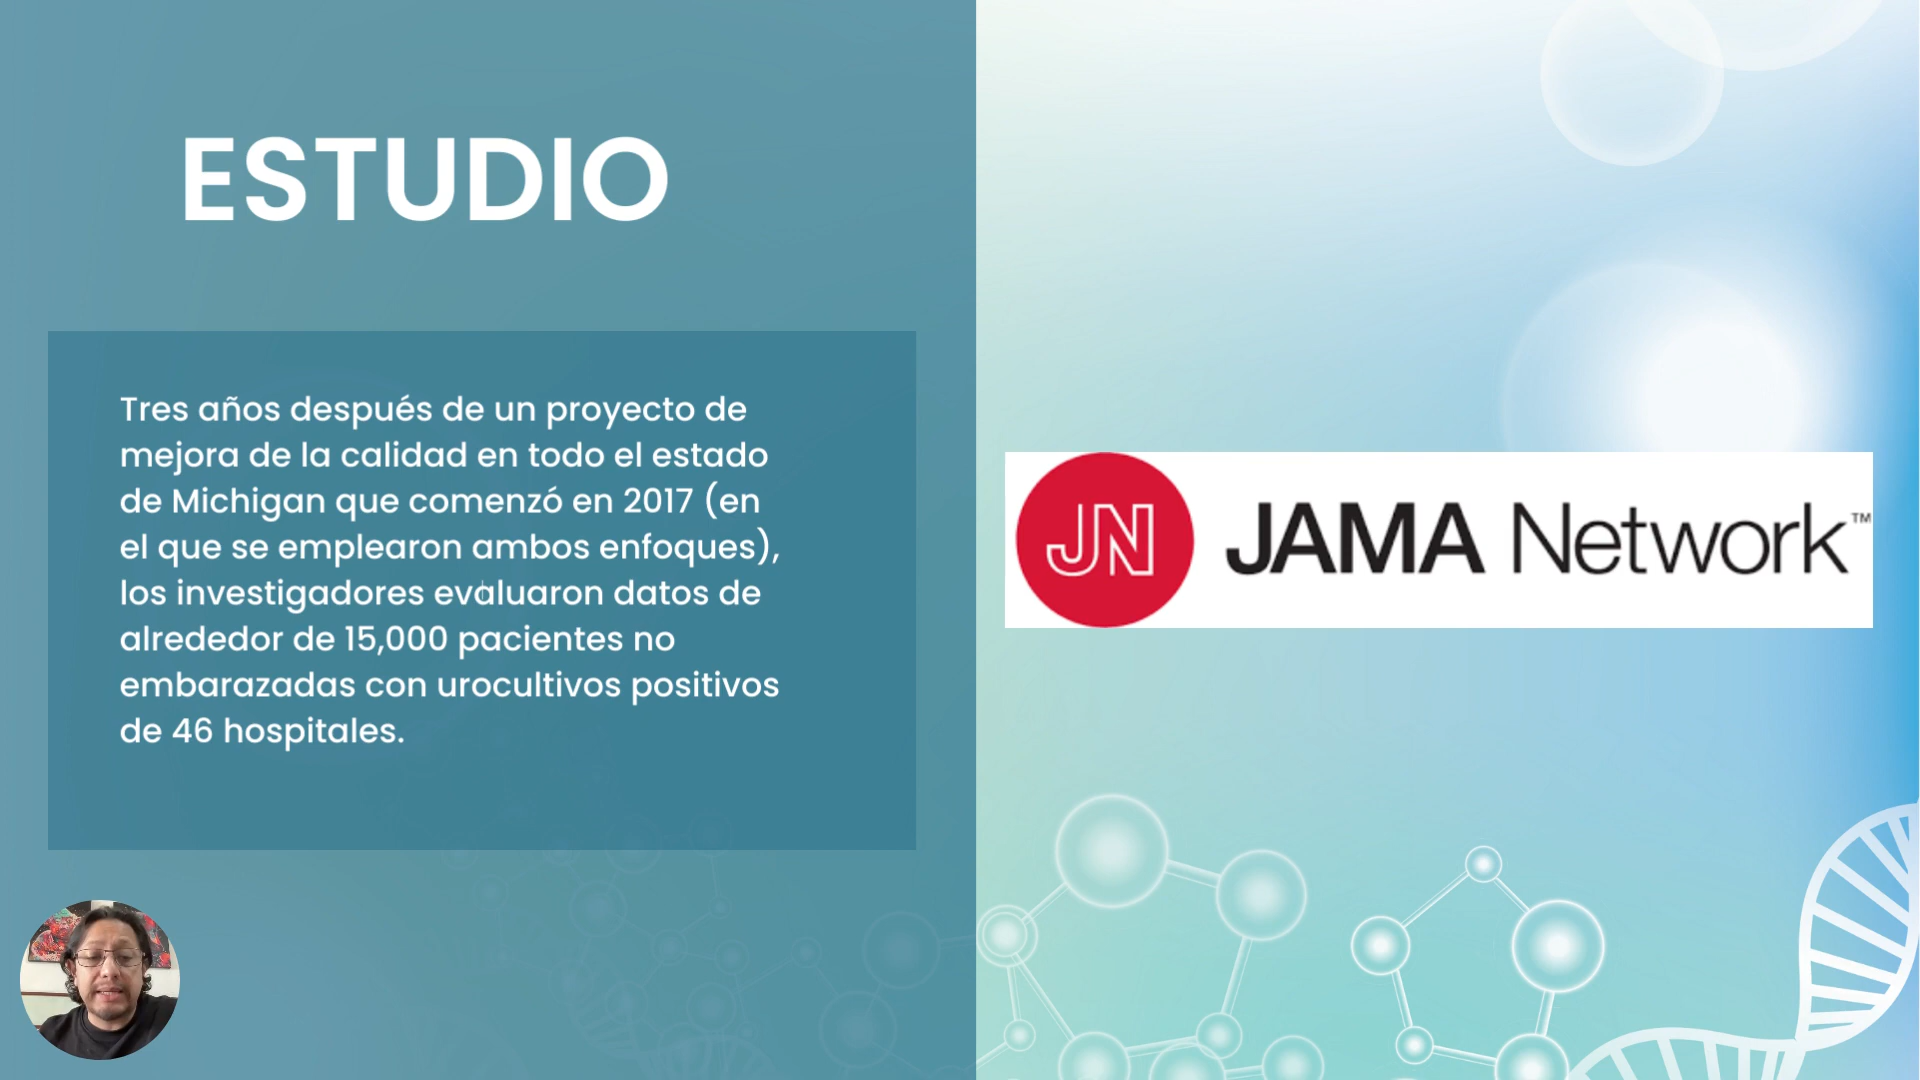 ESTUDIO
Tres años después de un proyecto de
mejora de la calidad en todo el estado
de Michigan que comenzó en 2017 (en
el que se emplearon ambos enfoques),
los investigadores evaluaron datos de
alrededor de 15,000 pacientes no
embarazadas con urocultivos positivos
de 46 hospitales.
JN JAMA Network™